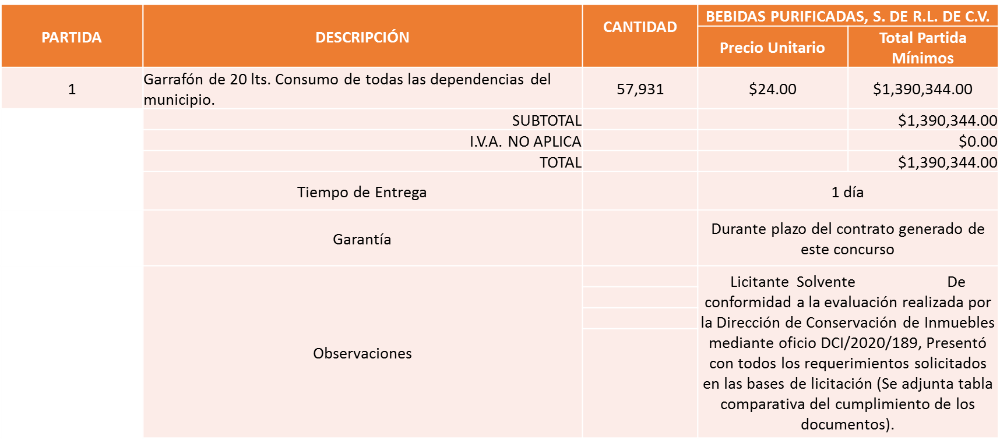 PARTIDA
DESCRIPCIÓN
CANTIDAD
BEBIDAS PURIFICADAS, S. DE R.L. DE C.V.
Precio Unitario
Total Partida
Mínimos
1
Garrafón de 20 lts. Consumo de todas las dependencias del
municipio.
57,931
$24.00
$1,390,344.00
SUBTOTAL
$1,390,344.00
I.V.A. NO APLICA
$0.00
TOTAL
$1,390,344.00
Tiempo de Entrega
1 día
Garantía
Durante plazo del contrato generado de
este concurso
Observaciones
Licitante Solvente De
conformidad a la evaluación realizada por
la Dirección de Conservación de Inmuebles
mediante oficio DCI/2020/189, Presentó
con todos los requerimientos solicitados
en las bases de licitación (Se adjunta tabla
comparativa del cumplimiento de los
documentos).